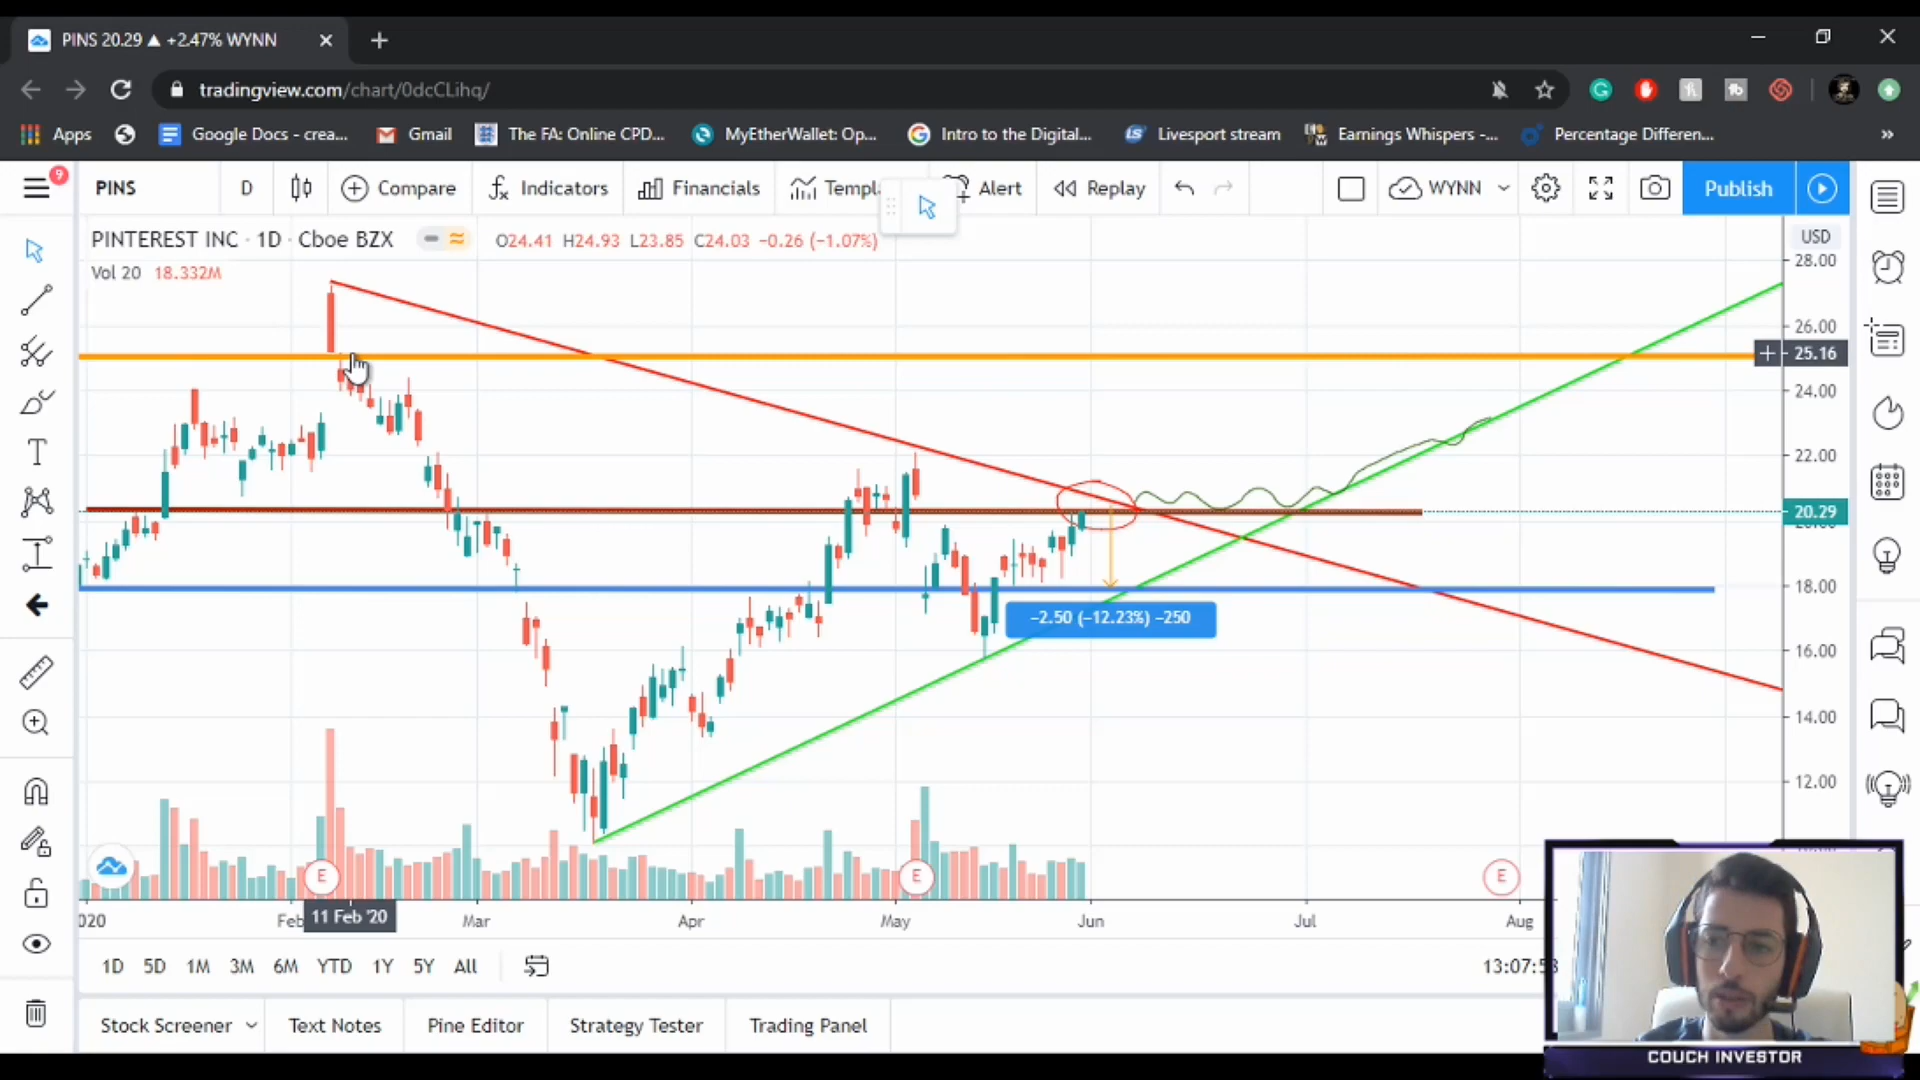 PINS 20.29 ▲ +2.47% WYNN
tradingview.com/chart/0dcCLihq/
Apps
Google Docs - crea...
Gmail
The FA: Online CPD...
MyEtherWallet: Op...
Intro to the Digital...
Livesport stream
Earnings Whispers -...
Percentage Differen...
»
9
PINS
D
Compare
Indicators
Financials
Templa
Alert
Replay
WYNN
Publish
PINTEREST INC · 1D · Cboe BZX
O24.41 H24.93 L23.85 C24.03 −0.26 (−1.07%)
Vol 20 18.332M
USD
28.00
26.00
25.16
24.00
22.00
20.29
18.00
16.00
14.00
12.00
−2.50 (−12.23%) −250
E
E
E
2020
Feb
11 Feb '20
Mar
Apr
May
Jun
Jul
Aug
1D 5D 1M 3M 6M YTD 1Y 5Y All
13:07:5
Stock Screener
Text Notes
Pine Editor
Strategy Tester
Trading Panel
COUCH INVESTOR